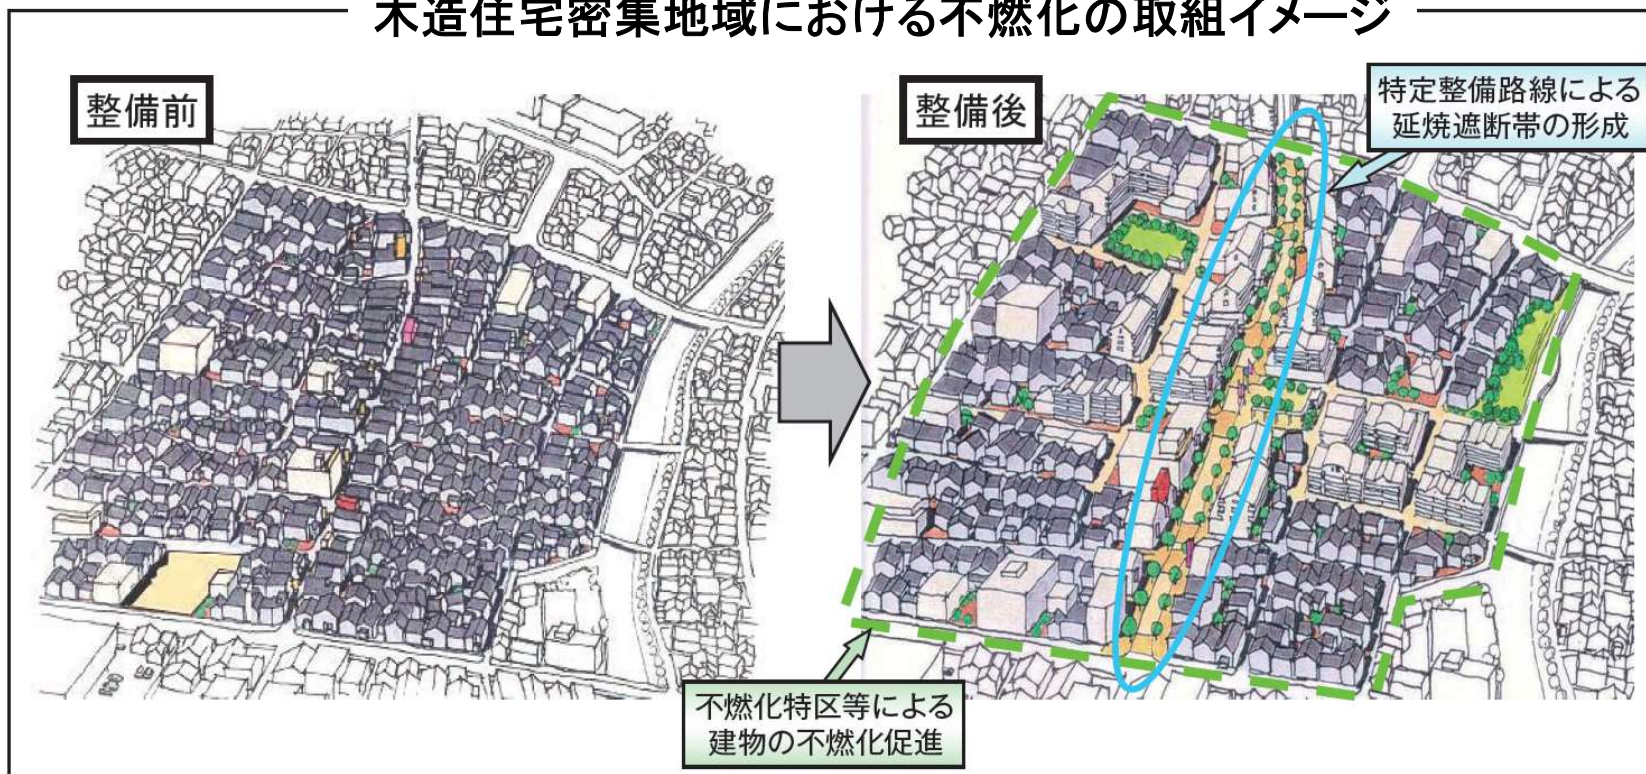 木造住宅密集地域における不燃化の取組イメージ
整備前
整備後
特定整備路線による
延焼遮断帯の形成
不燃化特区等による
建物の不燃化促進